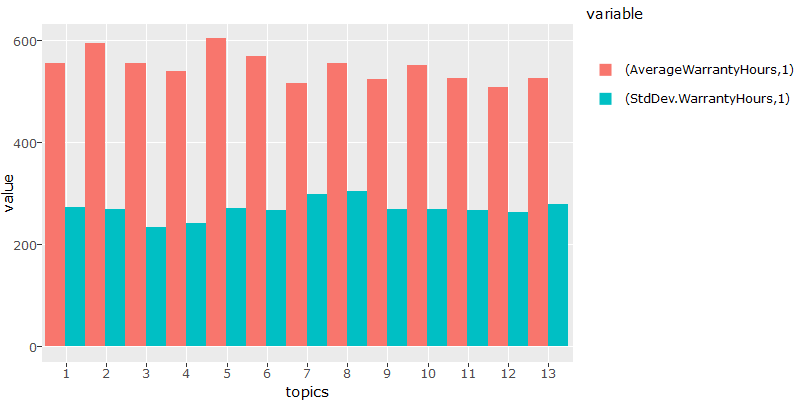 variable
(AverageWarrantyHours,1)
(StdDev.WarrantyHours,1)
value
600
400
200
0
1 2 3 4 5 6 7 8 9 10 11 12 13
topics